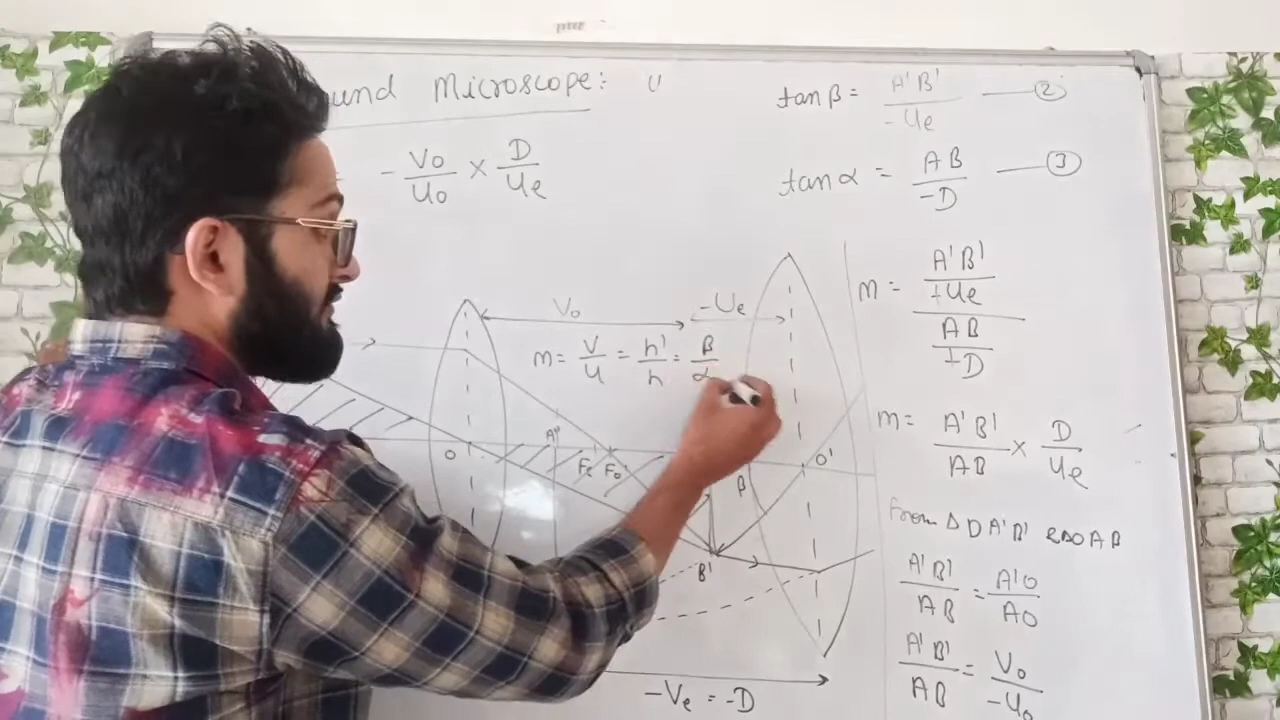 und Microscope:
- Vo/uo × D/ue
tan β = A'B'/-ue —— ②
tan α = AB/-D —— ③
Vo
-ue
m = V/u = h'/h = β/α
m = (A'B'/+ue)/(AB/+D)
m = A'B'/AB × D/ue
O
A"
Fe
Fo
β
O'
B'
From Δ DA'B' & ΔOAB
A'B'/AB = A'O/AO
A'B'/AB = Vo/-uo
-Ve = -D